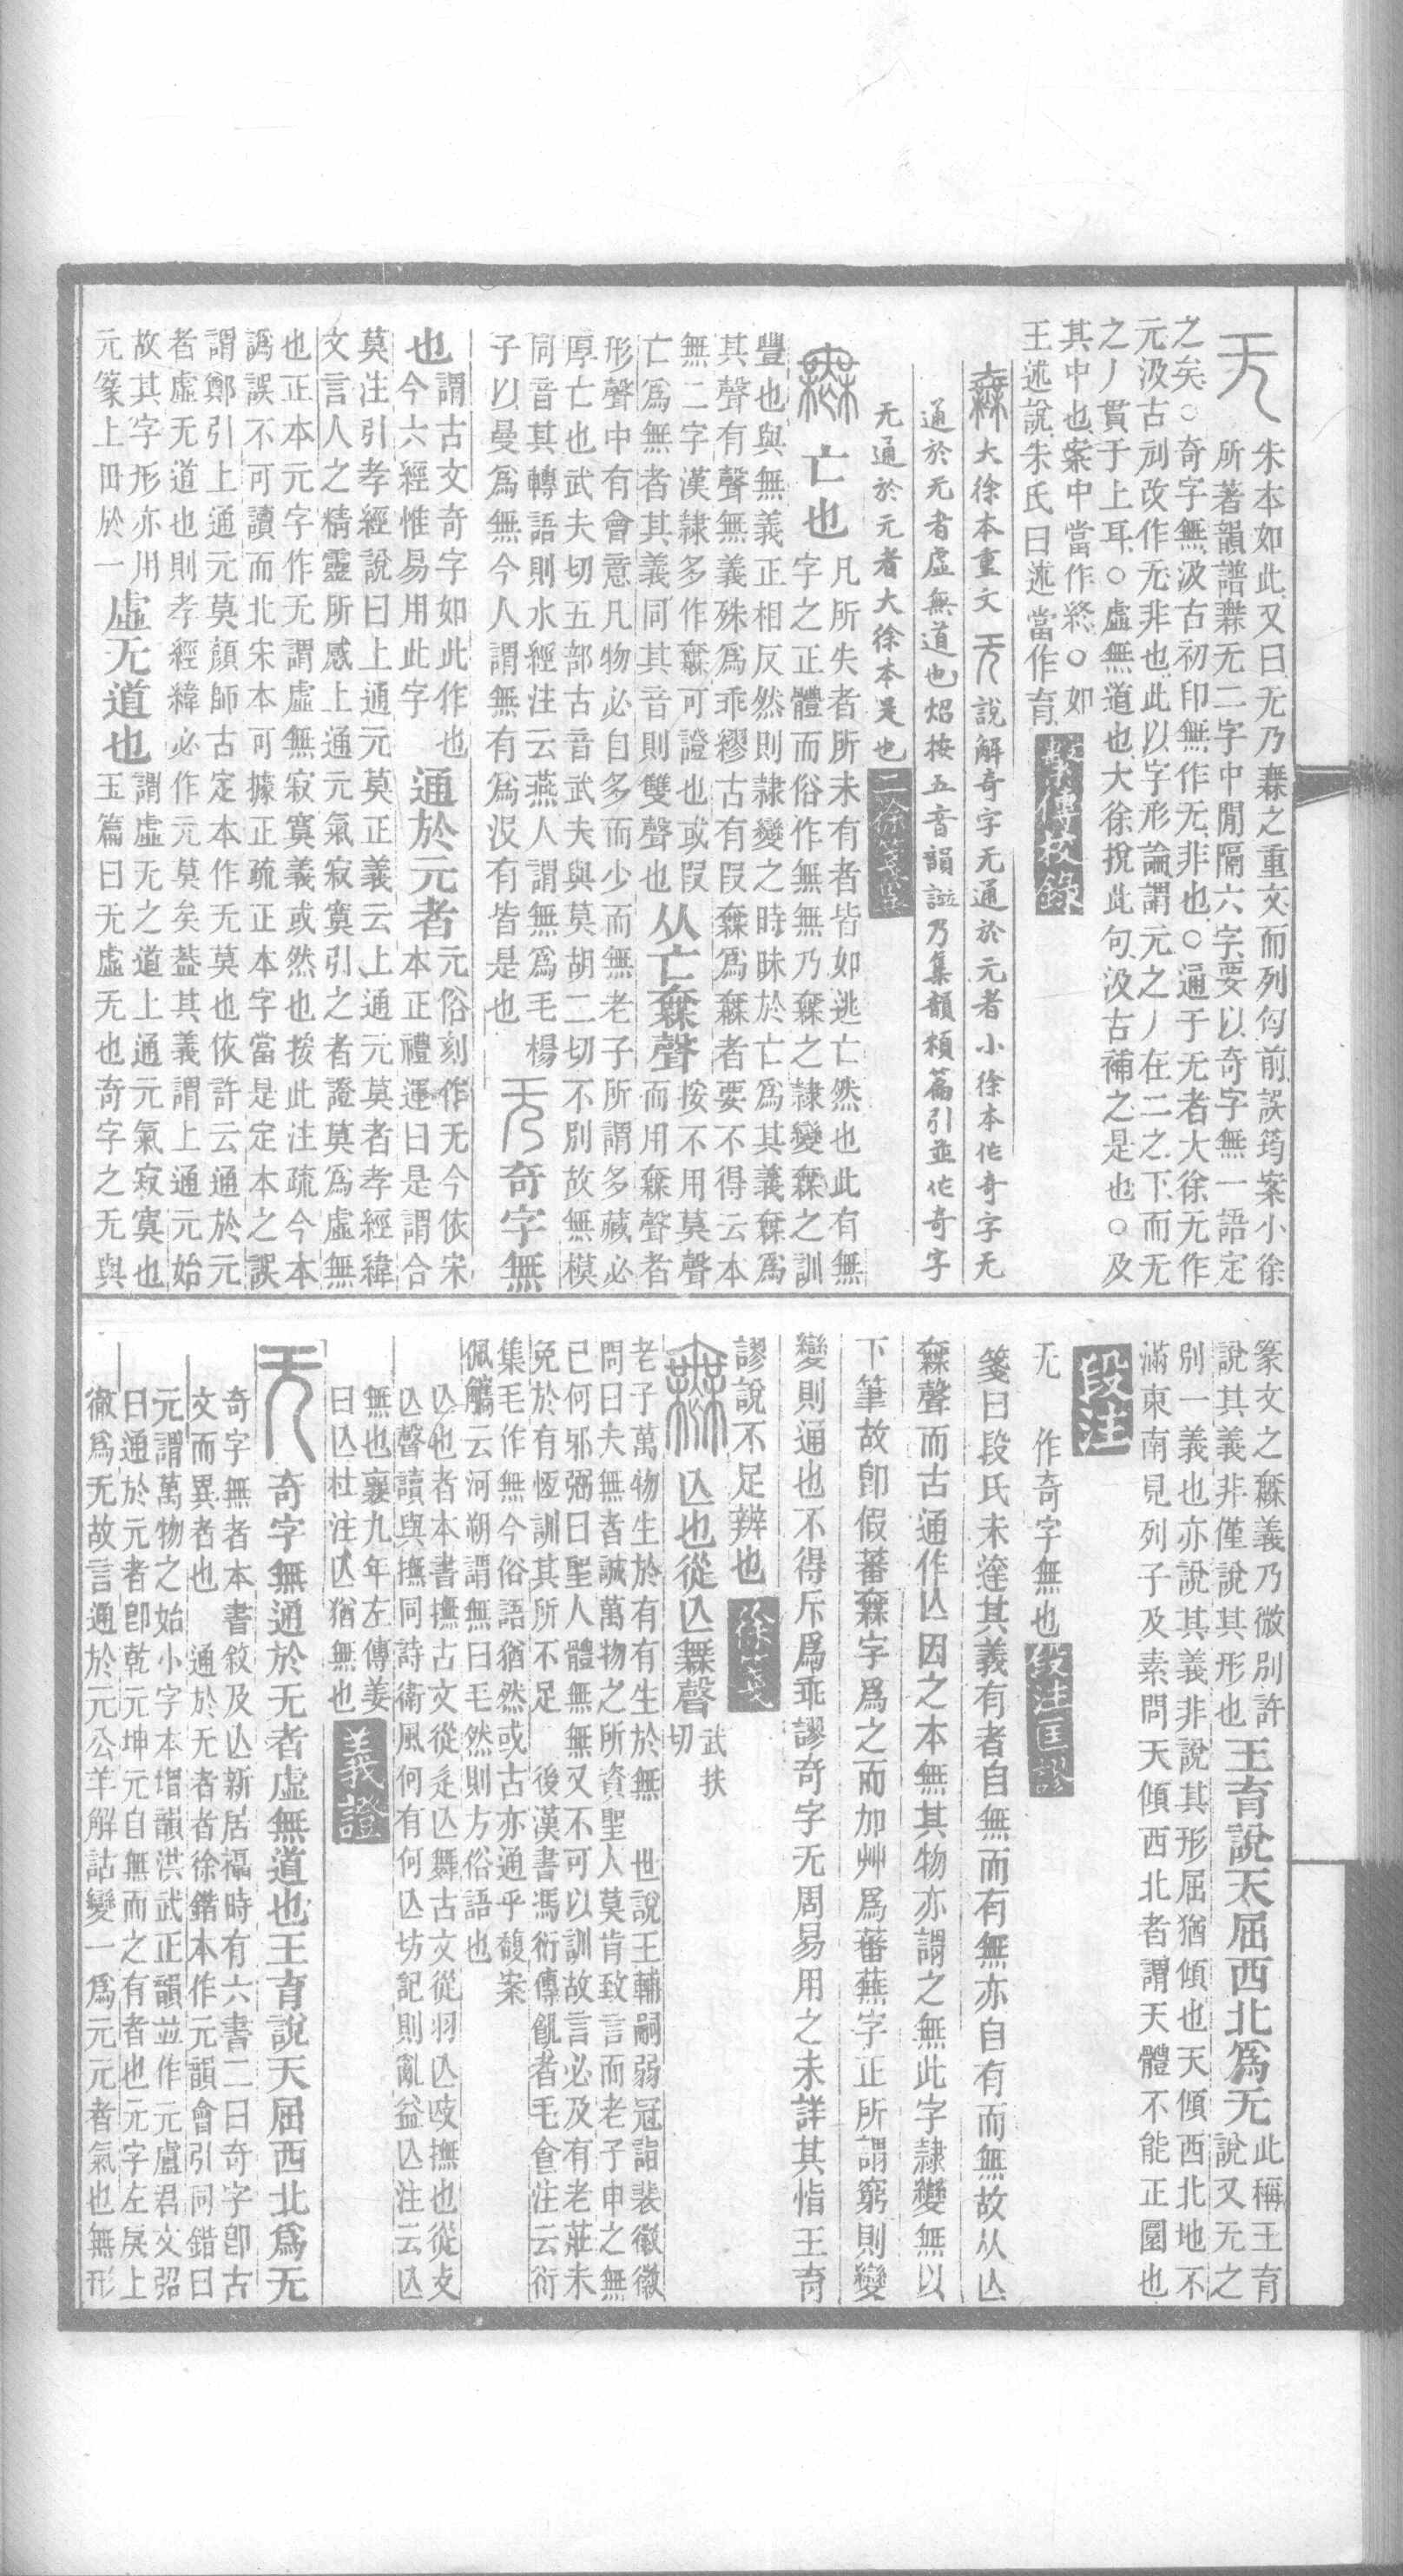 无
朱本如此又曰无乃橆之重文而列匃前誤筠案小徐
所著韻譜橆无二字中閒隔六字要以奇字無一語定
之矣○奇字無汲古初印無作无非也○通于无者大徐无作
元汲古剜改作无非也此以字形論謂元之丿在二之下而无
之丿貫于上耳○虛無道也大徐挩此句汲古補之是也○及
其中也案中當作終○如
王述說朱氏曰述當作育 繫傳校錄
橆大徐本重文 无說解奇字无通於元者小徐本作奇字无
通於无者虛無道也炤按五音韻譜乃集韻類篇引並作奇字
无通於元者大徐本是也 二徐箋異
橆 亡也
凡所失者所未有者皆如逃亡然也此有無
字之正體而俗作無無乃橆之隸變橆之訓
豐也與無義正相反然則隸變之時昧於亡爲其義橆爲
其聲有聲無義殊爲乖繆古有叚橆爲橆者要不得云本
無二字漢隸多作橆可證也或叚
亡爲無者其義同其音則雙聲也
从亡橆聲
按不用莫聲
而用橆聲者
形聲中有會意凡物必自多而少而無老子所謂多藏必
厚亡也武夫切五部古音武夫與莫胡二切不別故無模
同音其轉語則水經注云燕人謂無爲毛楊
子以曼爲無今人謂無有爲沒有皆是也
无 奇字無
也
謂古文奇字如此作也
今六經惟易用此字
通於元者
元俗刻作无今依宋
本正禮運曰是謂合
莫注引孝經說曰上通元莫正義云上通元莫者孝經緯
文言人之精靈所感上通元氣寂寞引之者證莫爲虛無
也正本元字作无謂虛無寂寞義或然也按此注疏今本
譌誤不可讀而北宋本可據正疏正本字當是定本之誤
謂鄭引上通元莫顏師古定本作无莫也依許云通於元
者虛无道也則孝經緯必作元莫矣葢其義謂上通元始
故其字形亦用
元篆上毌於一
虛无道也
謂虛无之道上通元氣寂寞也
玉篇曰无虛无也奇字之无與
篆文之橆義乃微別許
說其義非僅說其形也
王育說天屈西北爲无
此稱王育
說又无之
別一義也亦說其義非說其形屈猶傾也天傾西北地不
滿東南見列子及素問天傾西北者謂天體不能正圜也
段注
无 作奇字無也 段注匡謬
箋曰段氏未達其義有者自無而有無亦自有而無故从亾
橆聲而古通作亾因之本無其物亦謂之無此字隸變無以
下筆故卽假蕃橆字爲之而加艸爲蕃蕪字正所謂窮則變
變則通也不得斥爲乖謬奇字无周易用之未詳其恉王育
謬說不足辨也 徐箋
橆 亾也從亾橆聲
武扶
切
老子萬物生於有有生於無 世說王輔嗣弱冠詣裴徽徽
問曰夫無者誠萬物之所資聖人莫肯致言而老子申之無
已何邪弼曰聖人體無無又不可以訓故言必及有老莊未
免於有恆訓其所不足 後漢書馮衍傳飢者毛食注云衍
集毛作無今俗語猶然或古亦通乎馥案
佩觿云河朔謂無曰毛然則方俗語也
亾也者本書撫古文從辵亾舞古文從羽亾𢻱撫也從攴
亾聲讀與撫同詩衛風何有何亾坊記則亂益亾注云亾
無也襄九年左傳姜
曰亾杜注亾猶無也
義證
无 奇字無通於无者虛無道也王育說天屈西北爲无
奇字無者本書敘及亾新居攝時有六書二曰奇字卽古
文而異者也 通於无者者徐鍇本作元韻會引同鍇曰
元謂萬物之始小字本增韻洪武正韻並作元盧君文弨
曰通於元者卽乾元坤元自無而之有者也元字左戾上
徹爲无故言通於元公羊解詁變一爲元元者氣也無形